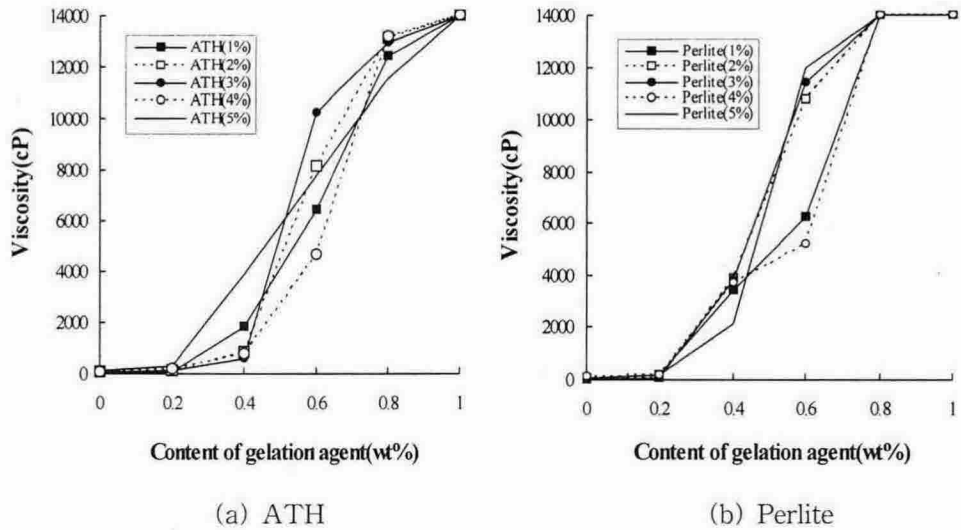 14000
12000
10000
8000
6000
4000
2000
0
Viscosity(cP)
ATH(1%)
ATH(2%)
ATH(3%)
ATH(4%)
ATH(5%)
0 0.2 0.4 0.6 0.8 1
Content of gelation agent(wt%)
(a) ATH
14000
12000
10000
8000
6000
4000
2000
0
Viscosity(cP)
Perlite(1%)
Perlite(2%)
Perlite(3%)
Perlite(4%)
Perlite(5%)
0 0.2 0.4 0.6 0.8 1
Content of gelation agent(wt%)
(b) Perlite